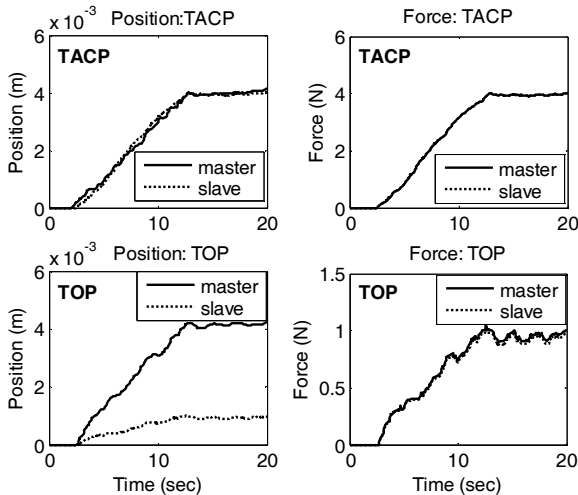 x 10⁻³
Position:TACP
Force: TACP
6
4
2
0
Position (m)
TACP
master
slave
0
10
20
6
4
2
0
Force (N)
TACP
master
slave
0
10
20
x 10⁻³
Position: TOP
Force: TOP
6
4
2
0
Position (m)
TOP
master
slave
0
10
20
Time (sec)
1.5
1
0.5
0
Force (N)
TOP
master
slave
0
10
20
Time (sec)